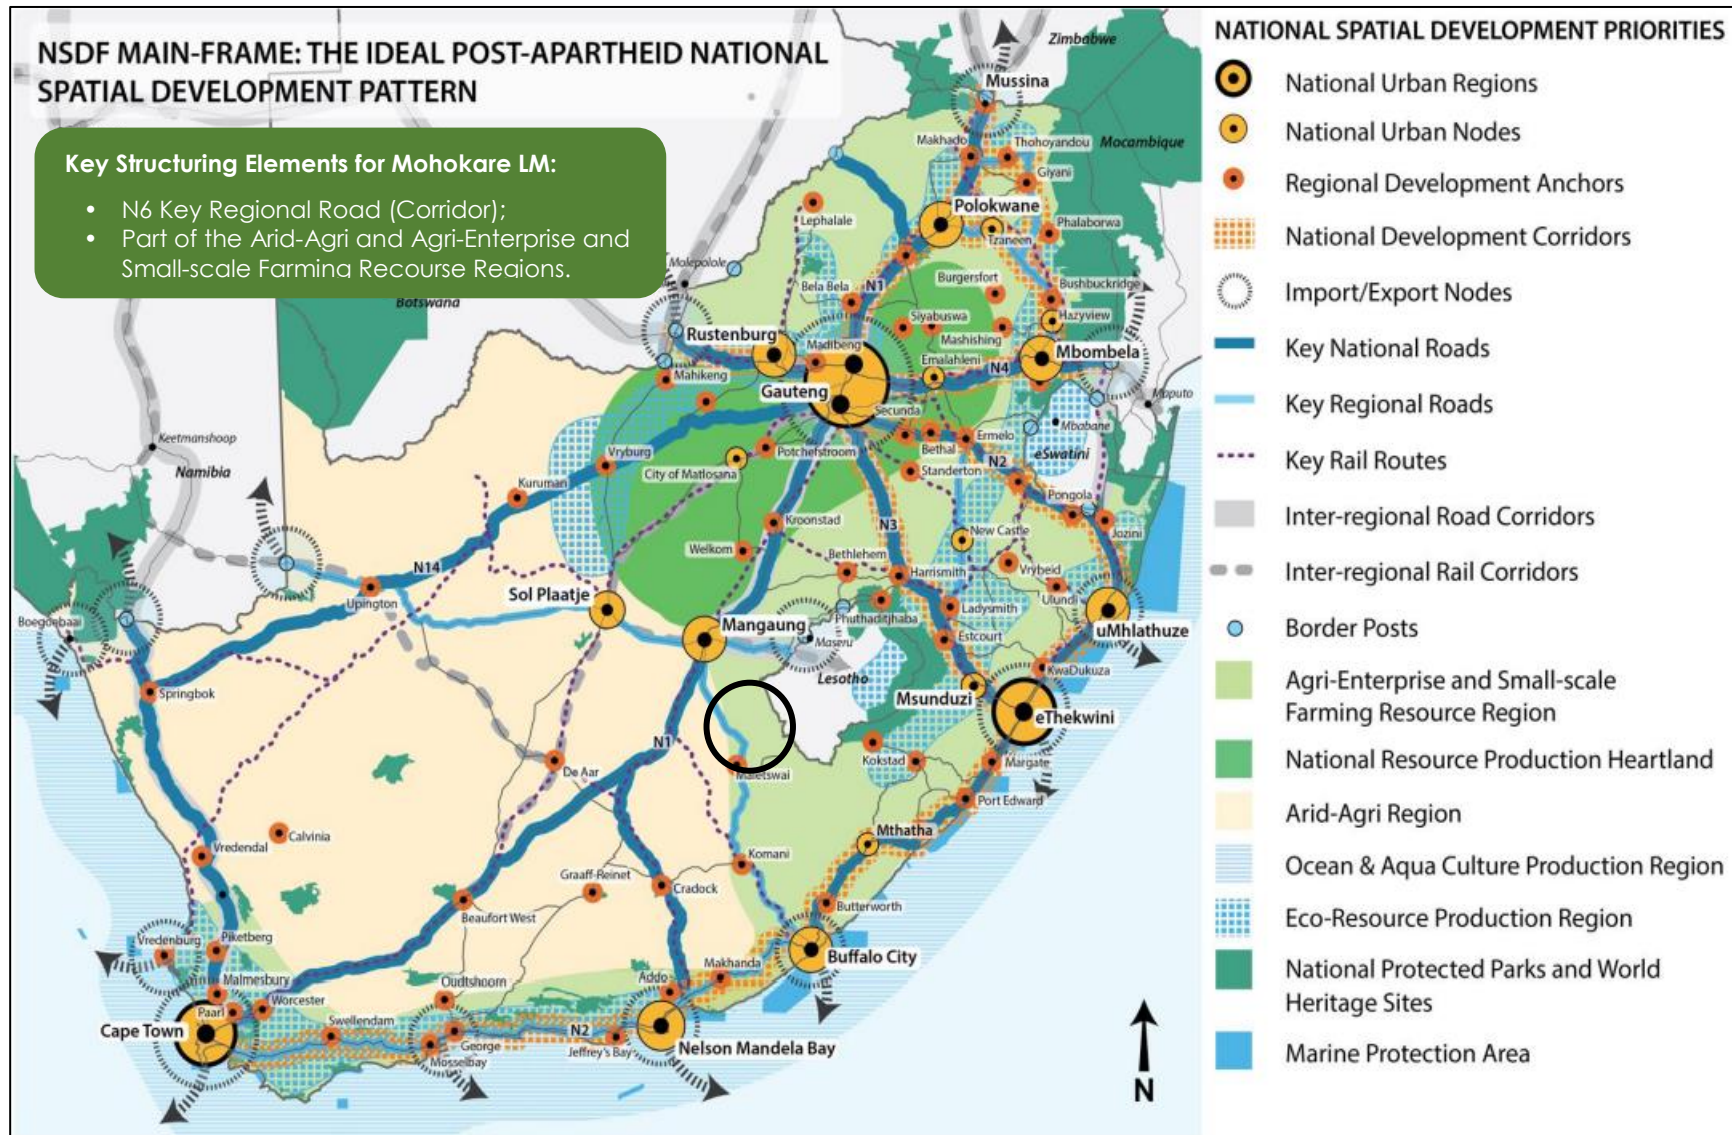 NSDF MAIN-FRAME: THE IDEAL POST-APARTHEID NATIONAL
SPATIAL DEVELOPMENT PATTERN
Key Structuring Elements for Mohokare LM:
• N6 Key Regional Road (Corridor);
• Part of the Arid-Agri and Agri-Enterprise and
Small-scale Farming Recourse Regions.
Zimbabwe
Mussina
Makhado
Thohoyandou
Mocambique
Giyani
Lephalale
Polokwane
Phalaborwa
Tzaneen
Molepolole
Botswana
Bela Bela
N1
Burgersfort
Bushbuckridge
Siyabuswa
Hazyview
Rustenburg
Mashishing
Madibeng
Emalahleni
Mbombela
N4
Mahikeng
Gauteng
Secunda
Maputo
Mbabane
Keetmanshoop
Namibia
Vryburg
Potchefstroom
Bethal
Ermelo
eSwatini
City of Matlosana
Standerton
N2
Kuruman
Pongola
Kroonstad
N3
New Castle
Jozini
Welkom
Bethlehem
N14
Harrismith
Vrybeid
Upington
Sol Plaatje
Ulundi
Phuthaditjhaba
Ladysmith
Boegoebaai
Mangaung
Maseru
Estcourt
uMhlathuze
KwaDukuza
Lesotho
Springbok
Msunduzi
eThekwini
N1
Kokstad
Margate
De Aar
Maletswai
Port Edward
Calvinia
Mthatha
Vredendal
Komani
Graaff-Reinet
Cradock
Beaufort West
Butterworth
Vredenburg
Piketberg
Buffalo City
Makhanda
Malmesbury
Oudtshoorn
Addo
Worcester
Paarl
Cape Town
Swellendam
George
N2
Jeffrey's Bay
Nelson Mandela Bay
Mosselbay
N
NATIONAL SPATIAL DEVELOPMENT PRIORITIES
National Urban Regions
National Urban Nodes
Regional Development Anchors
National Development Corridors
Import/Export Nodes
Key National Roads
Key Regional Roads
Key Rail Routes
Inter-regional Road Corridors
Inter-regional Rail Corridors
Border Posts
Agri-Enterprise and Small-scale
Farming Resource Region
National Resource Production Heartland
Arid-Agri Region
Ocean & Aqua Culture Production Region
Eco-Resource Production Region
National Protected Parks and World
Heritage Sites
Marine Protection Area